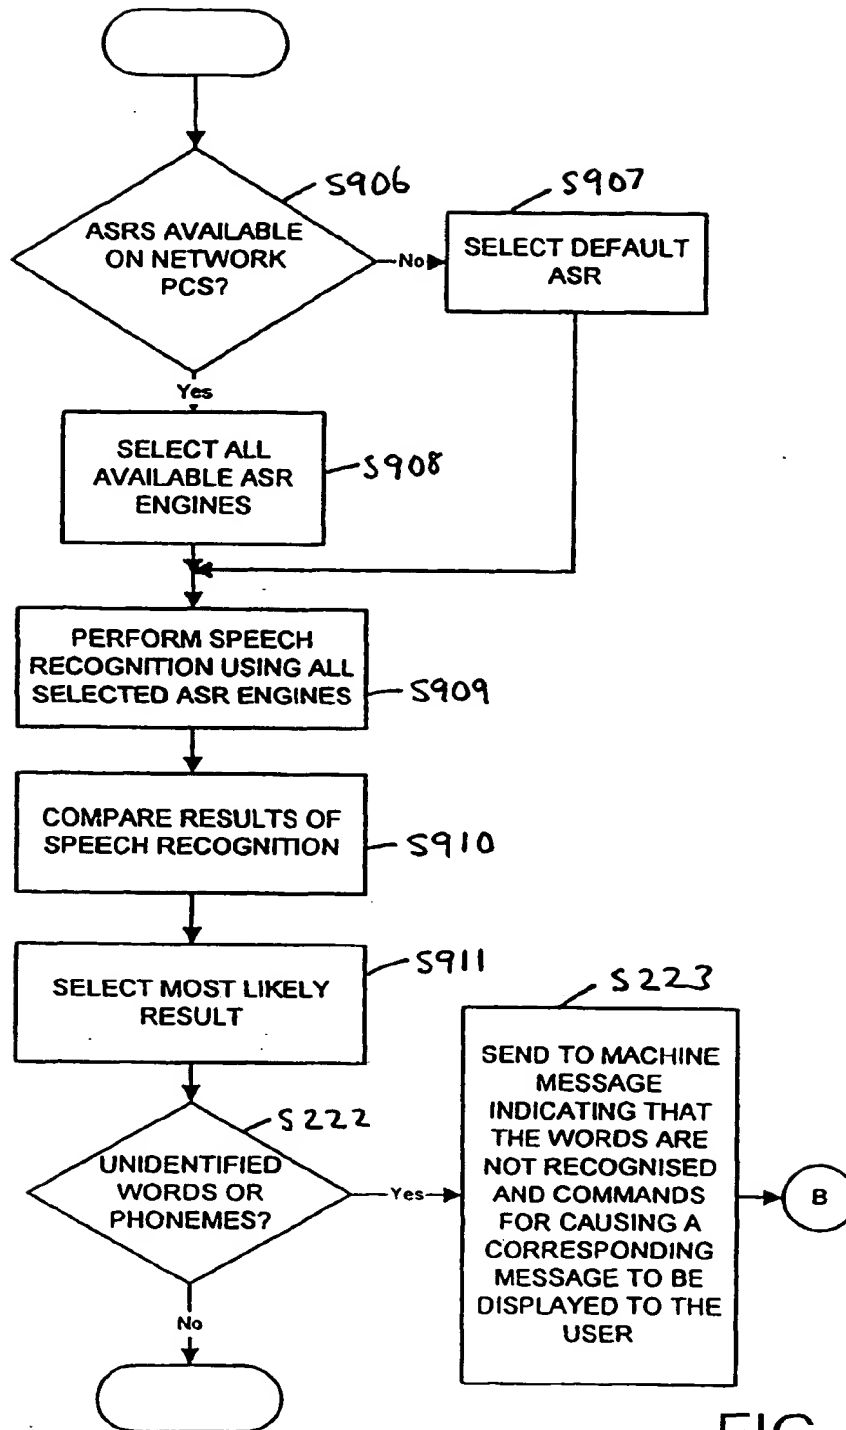 S906
S907
ASRS AVAILABLE
ON NETWORK
PCS?
No
SELECT DEFAULT
ASR
Yes
SELECT ALL
AVAILABLE ASR
ENGINES
S908
PERFORM SPEECH
RECOGNITION USING ALL
SELECTED ASR ENGINES
S909
COMPARE RESULTS OF
SPEECH RECOGNITION
S910
SELECT MOST LIKELY
RESULT
S911
S222
UNIDENTIFIED
WORDS OR
PHONEMES?
Yes
No
S223
SEND TO MACHINE
MESSAGE
INDICATING THAT
THE WORDS ARE
NOT RECOGNISED
AND COMMANDS
FOR CAUSING A
CORRESPONDING
MESSAGE TO BE
DISPLAYED TO THE
USER
B
FIG